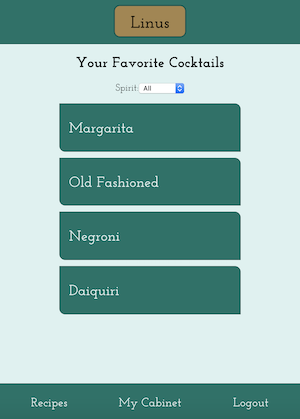 Linus
Your Favorite Cocktails
Spirit: All
Margarita
Old Fashioned
Negroni
Daiquiri
Recipes My Cabinet Logout